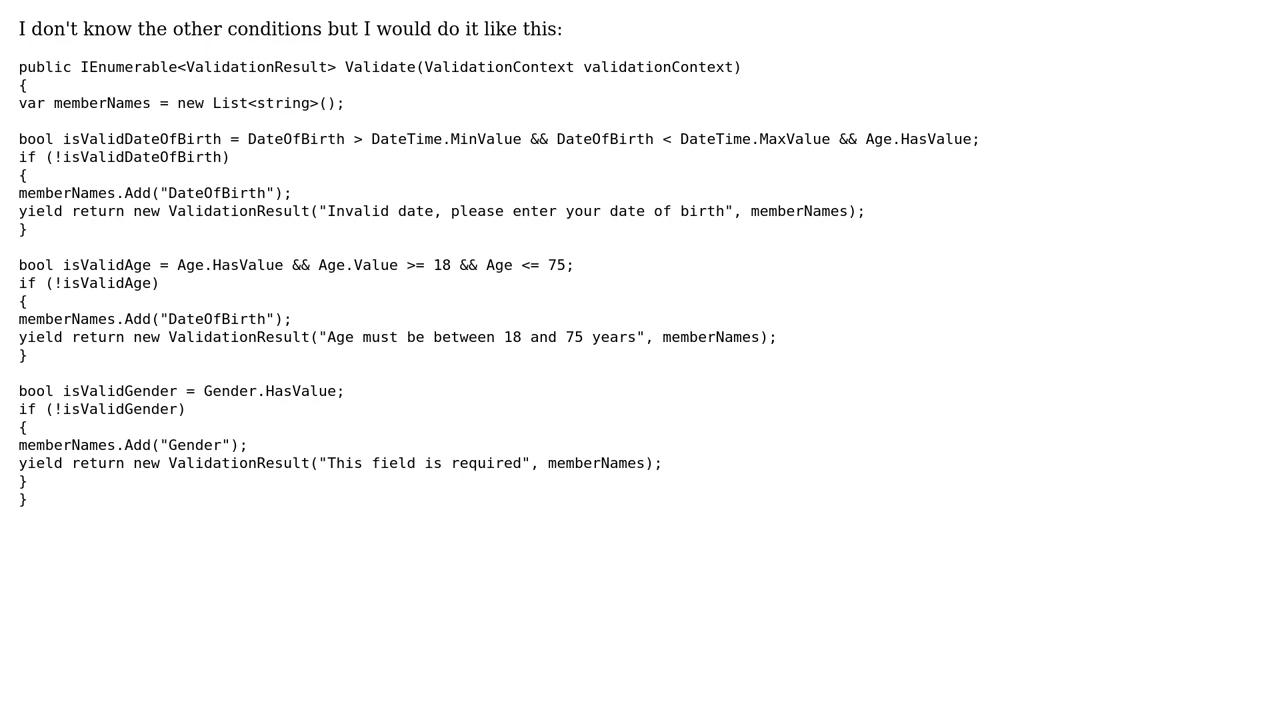 I don't know the other conditions but I would do it like this:
public IEnumerable<ValidationResult> Validate(ValidationContext validationContext)
{
var memberNames = new List<string>();
bool isValidDateOfBirth = DateOfBirth > DateTime.MinValue && DateOfBirth < DateTime.MaxValue && Age.HasValue;
if (!isValidDateOfBirth)
{
memberNames.Add("DateOfBirth");
yield return new ValidationResult("Invalid date, please enter your date of birth", memberNames);
}
bool isValidAge = Age.HasValue && Age.Value >= 18 && Age <= 75;
if (!isValidAge)
{
memberNames.Add("DateOfBirth");
yield return new ValidationResult("Age must be between 18 and 75 years", memberNames);
}
bool isValidGender = Gender.HasValue;
if (!isValidGender)
{
memberNames.Add("Gender");
yield return new ValidationResult("This field is required", memberNames);
}
}